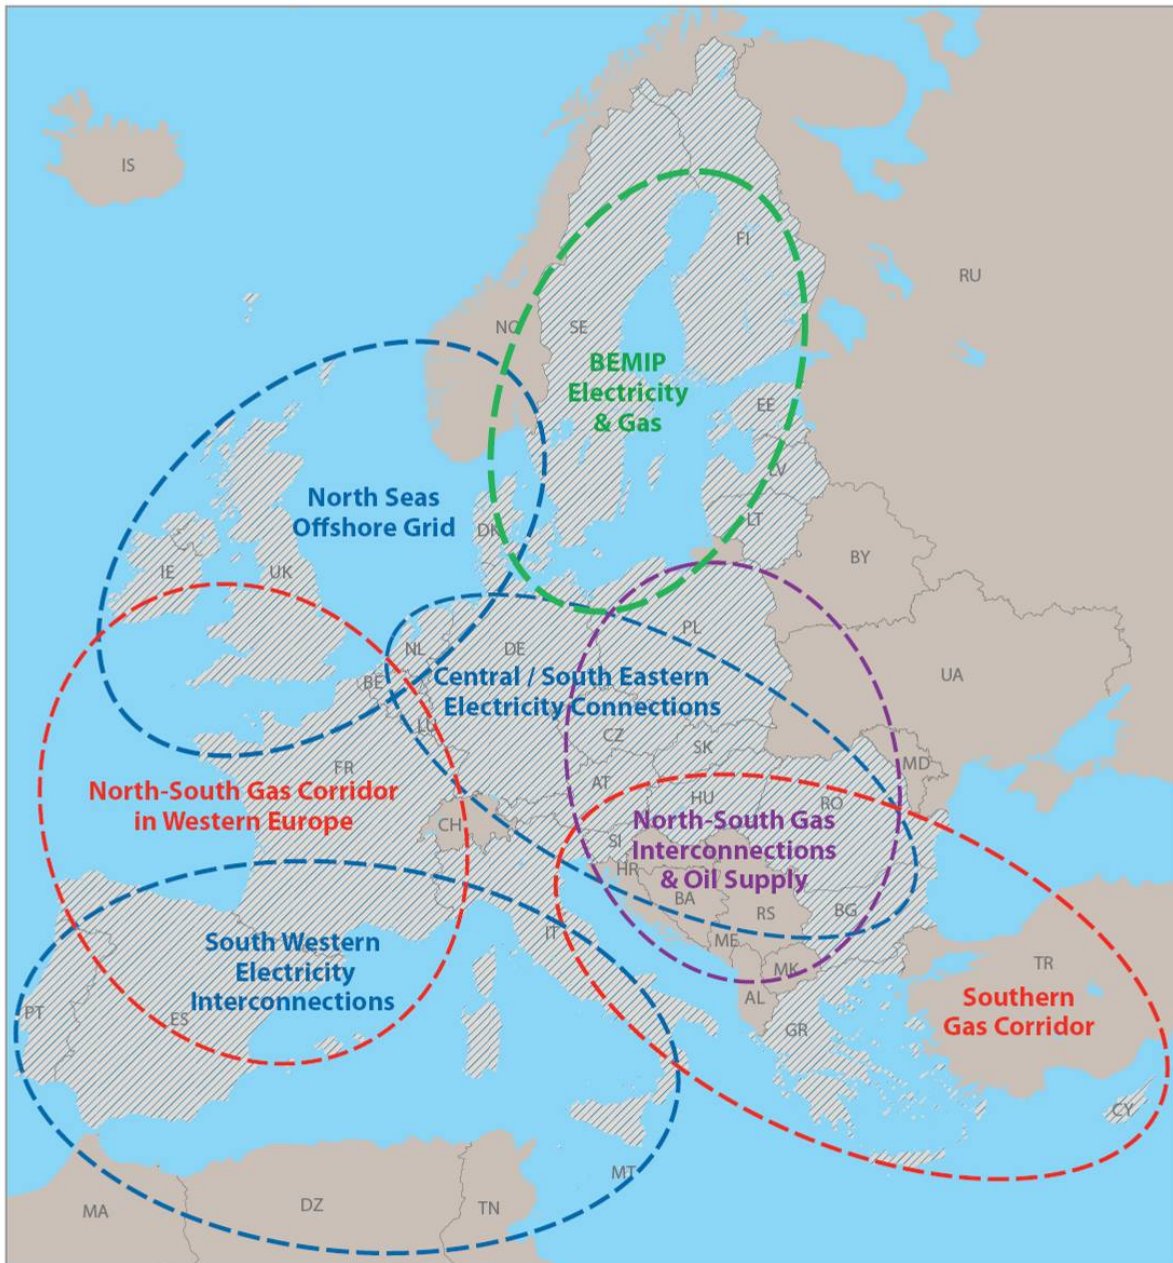 IS
FI
RU
NO
SE
BEMIP
Electricity
& Gas
EE
LV
North Seas
Offshore Grid
LT
DK
BY
IE
UK
PL
NL
DE
UA
BE
Central / South Eastern
Electricity Connections
LU
CZ
SK
MD
FR
AT
HU
RO
North-South Gas Corridor
in Western Europe
CH
North-South Gas
Interconnections
& Oil Supply
SI
HR
BA
RS
BG
IT
ME
South Western
Electricity
Interconnections
MK
TR
AL
Southern
Gas Corridor
PT
ES
GR
CY
MT
MA
DZ
TN